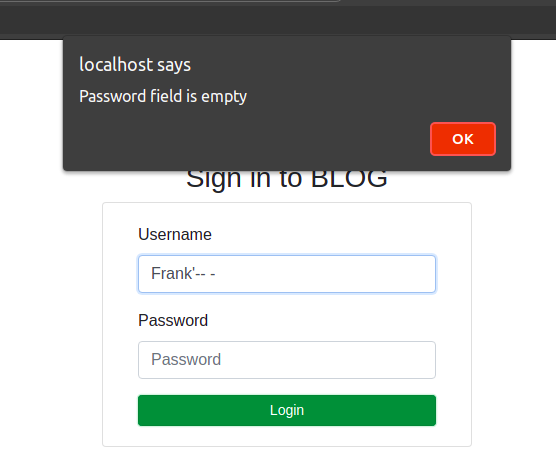 localhost says
Password field is empty
OK
Sign in to BLOG
Username
Frank'-- -
Password
Password
Login